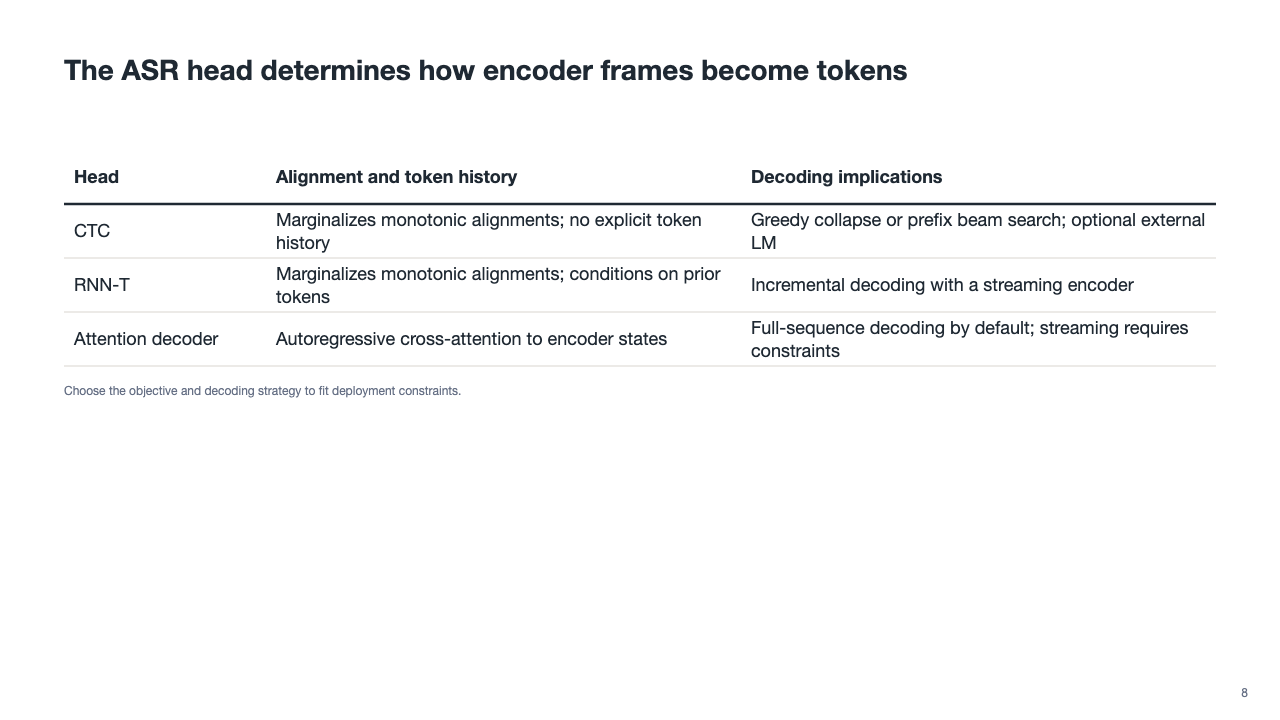 The ASR head determines how encoder frames become tokens
Head
Alignment and token history
Decoding implications
CTC
Marginalizes monotonic alignments; no explicit token
history
Greedy collapse or prefix beam search; optional external
LM
RNN-T
Marginalizes monotonic alignments; conditions on prior
tokens
Incremental decoding with a streaming encoder
Attention decoder
Autoregressive cross-attention to encoder states
Full-sequence decoding by default; streaming requires
constraints
Choose the objective and decoding strategy to fit deployment constraints.
8